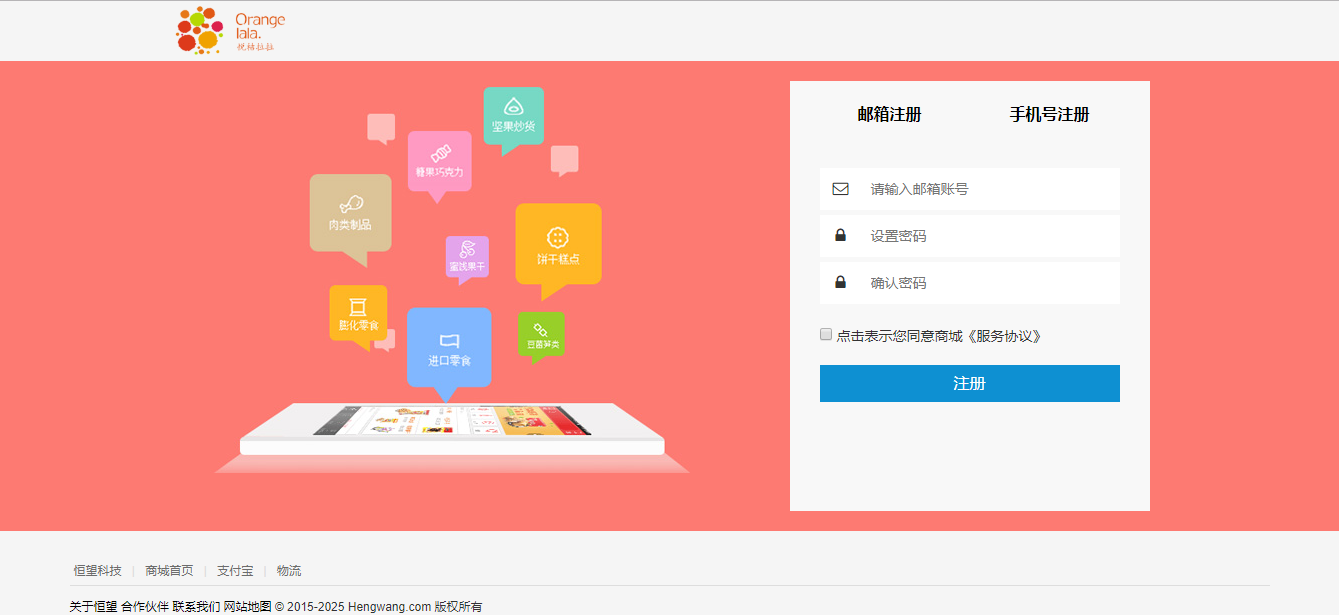 Orange
lala.
悦桔拉拉
坚果炒货
糖果巧克力
肉类制品
蜜饯果干
饼干糕点
膨化零食
进口零食
豆菌笋类
邮箱注册 手机号注册
请输入邮箱账号
设置密码
确认密码
点击表示您同意商城《服务协议》
注册
恒望科技 | 商城首页 | 支付宝 | 物流
关于恒望 合作伙伴 联系我们 网站地图 © 2015-2025 Hengwang.com 版权所有